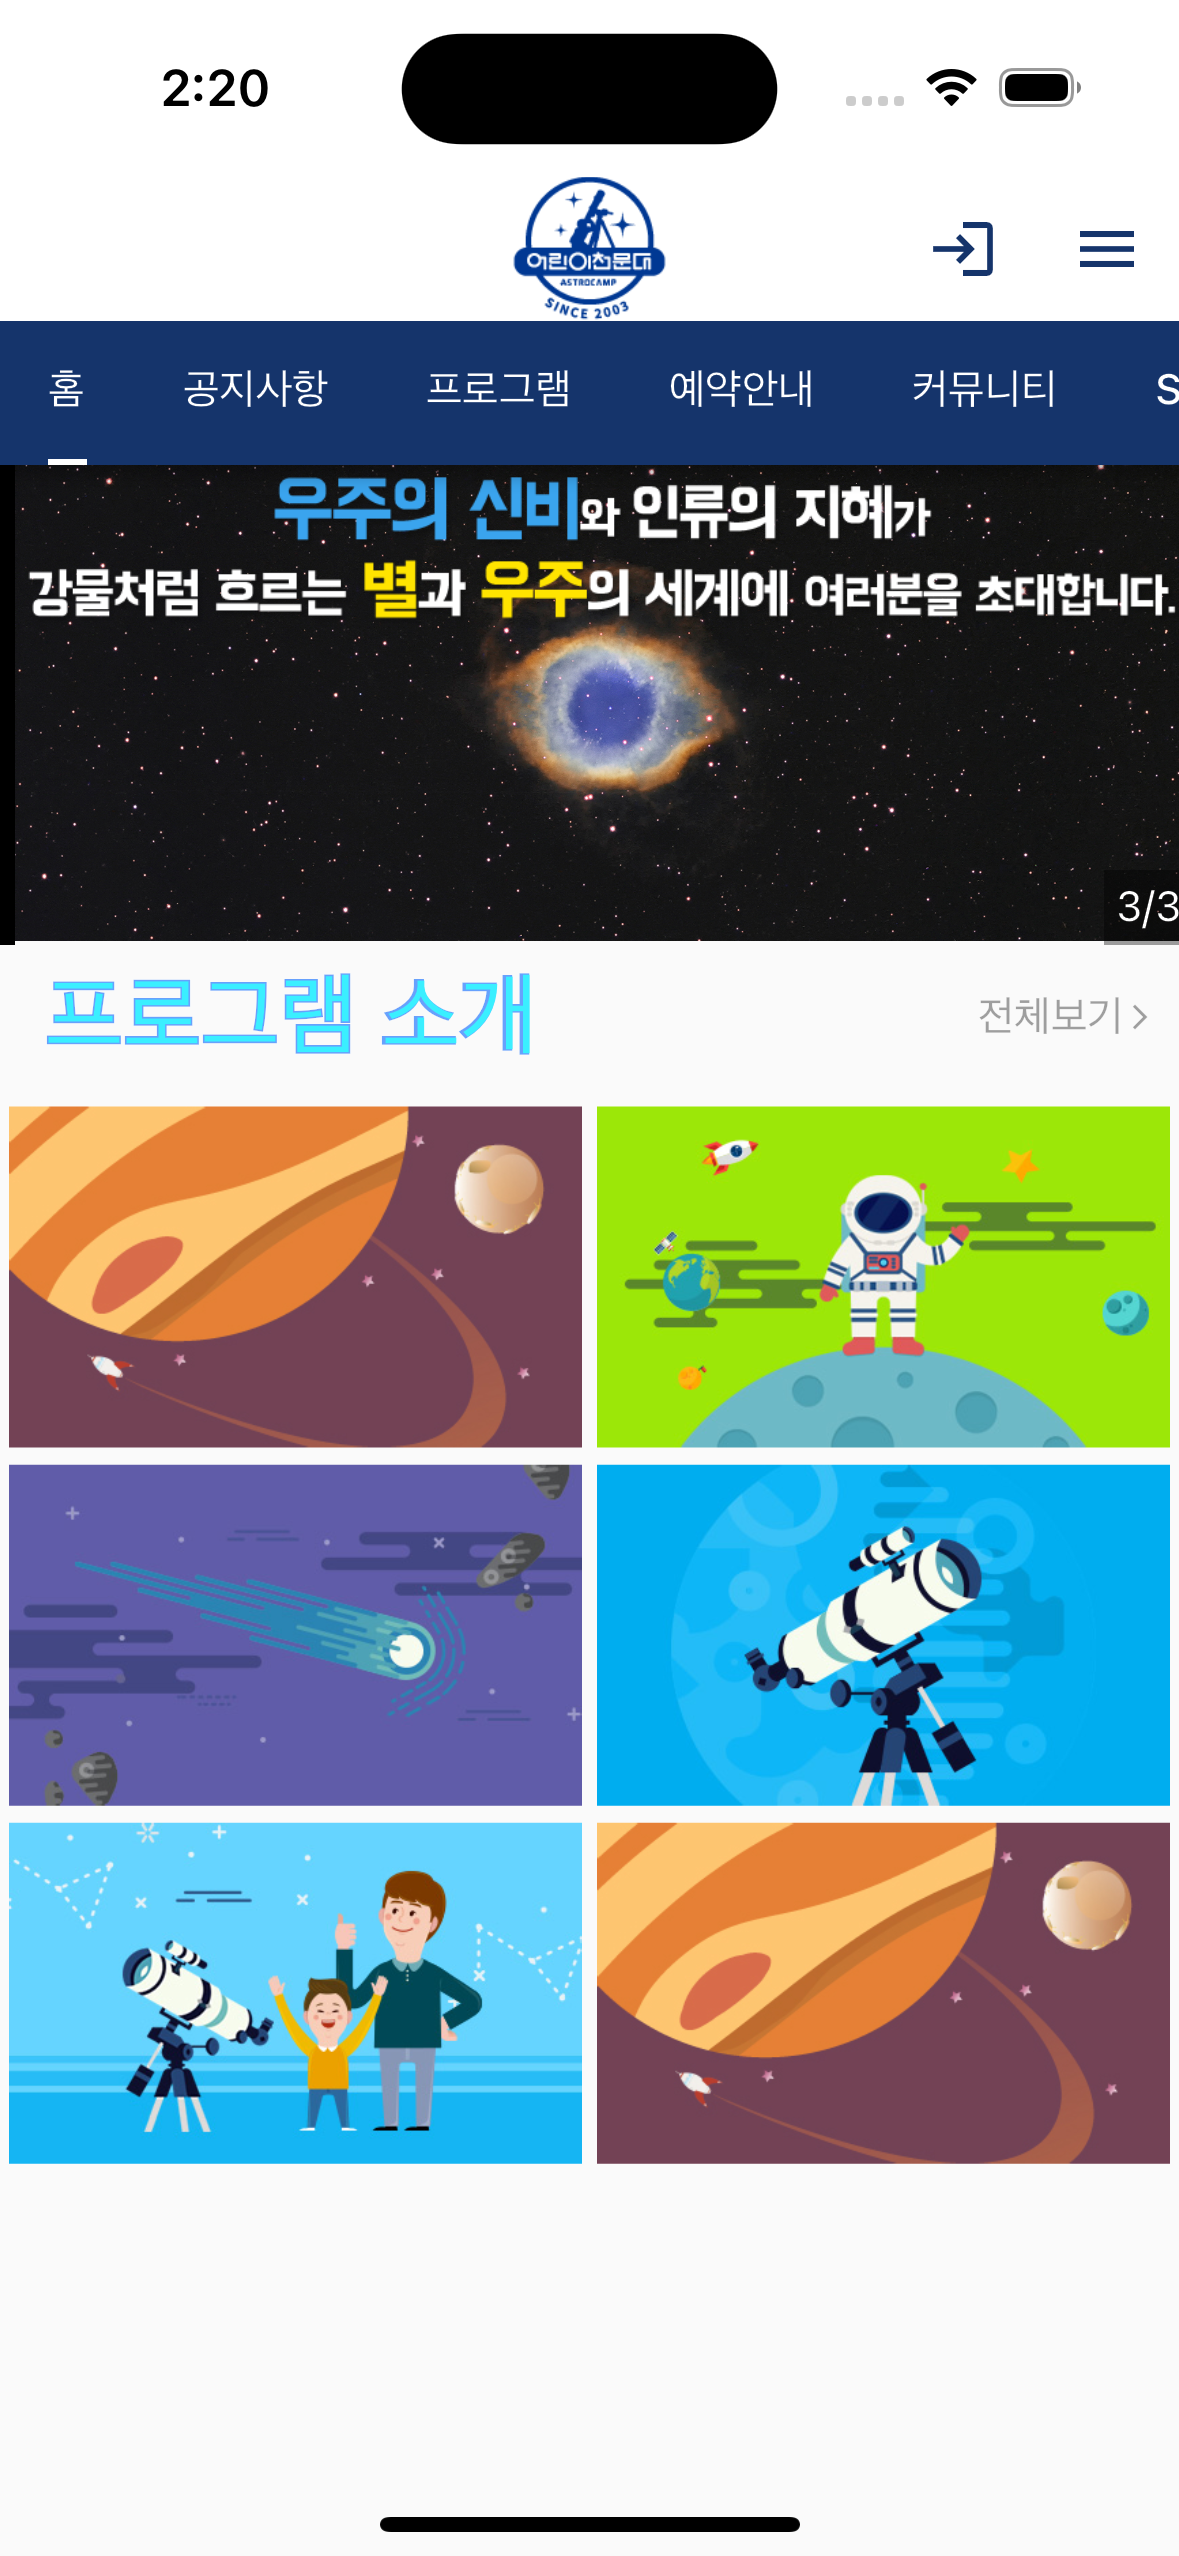 2:20
어린이천문대
ASTROCAMP
SINCE 2003
홈 공지사항 프로그램 예약안내 커뮤니티 S
우주의 신비와 인류의 지혜가
강물처럼 흐르는 별과 우주의 세계에 여러분을 초대합니다.
3/3
프로그램 소개
전체보기